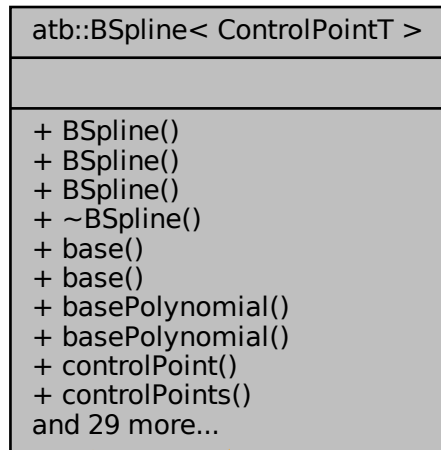 atb::BSpline< ControlPointT >
+ BSpline()
+ BSpline()
+ BSpline()
+ ~BSpline()
+ base()
+ base()
+ basePolynomial()
+ basePolynomial()
+ controlPoint()
+ controlPoints()
and 29 more...